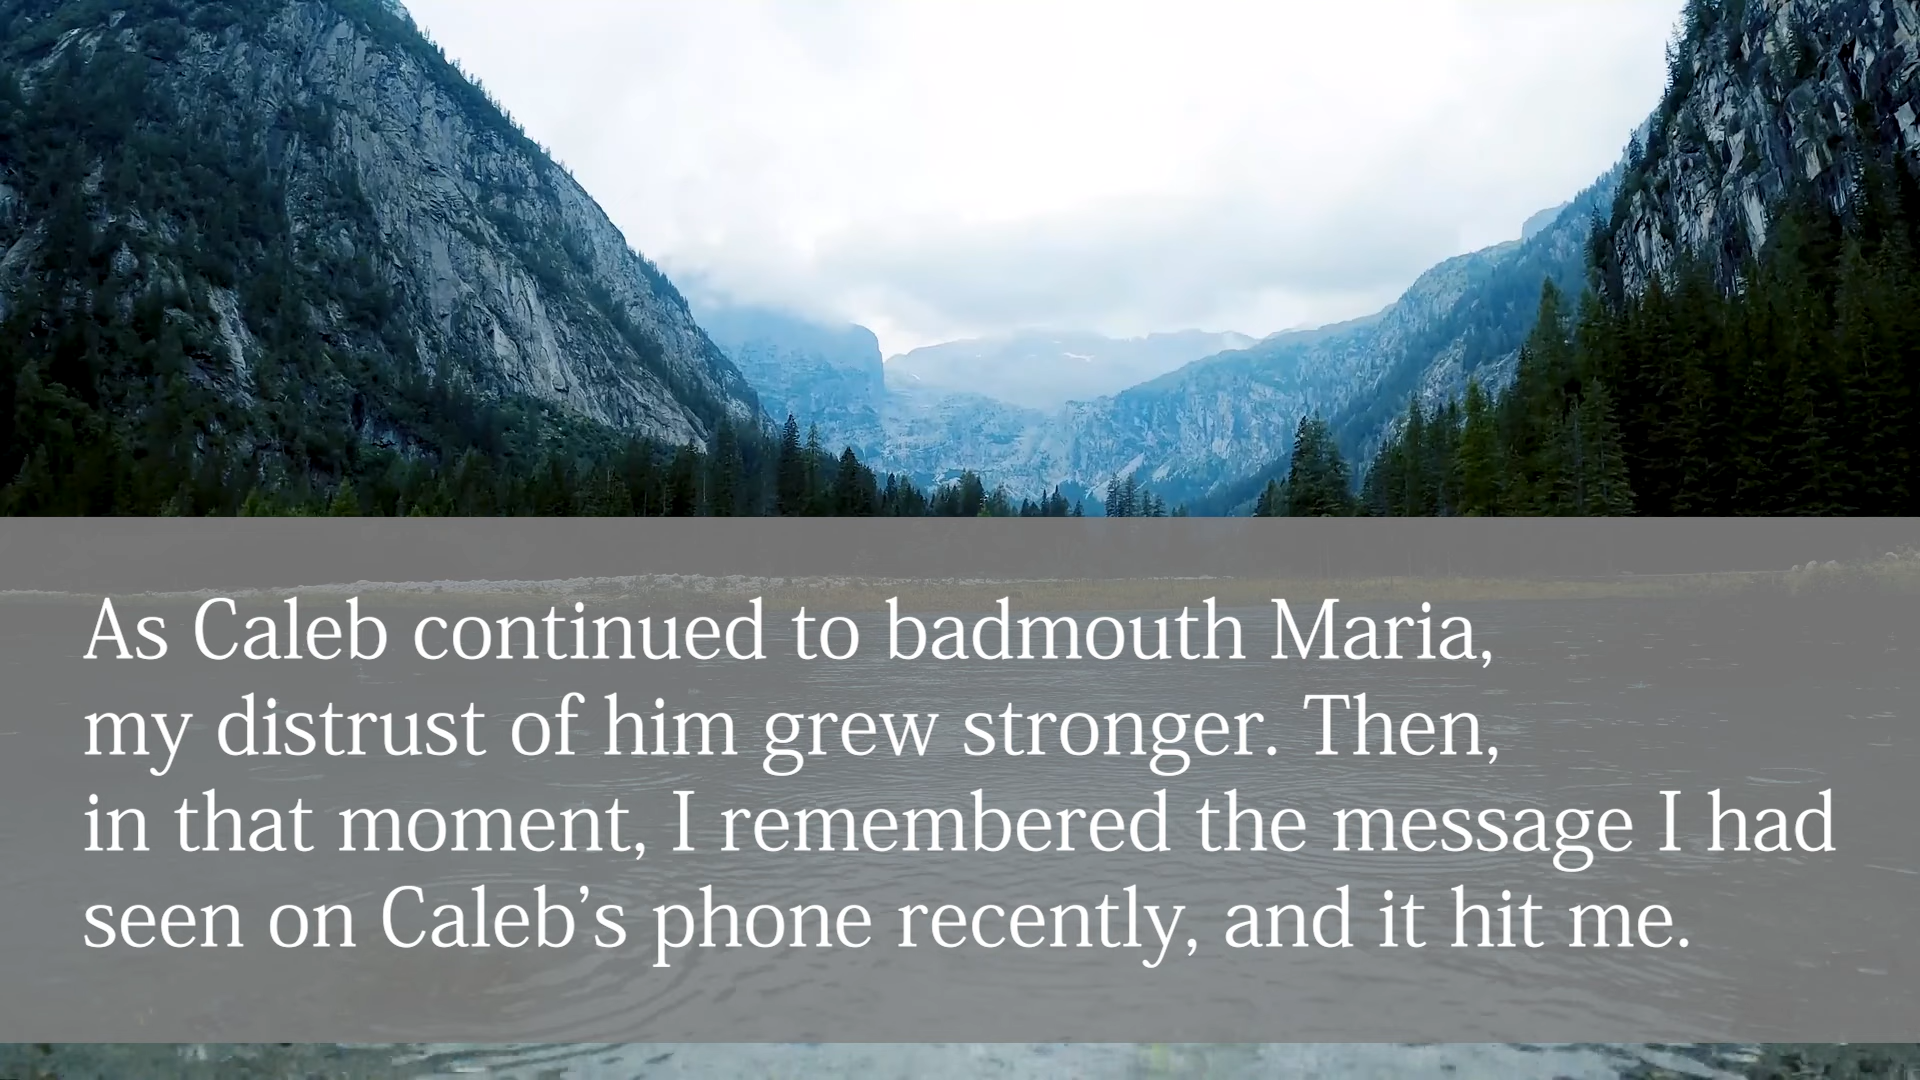 As Caleb continued to badmouth Maria,
my distrust of him grew stronger. Then,
in that moment, I remembered the message I had
seen on Caleb’s phone recently, and it hit me.